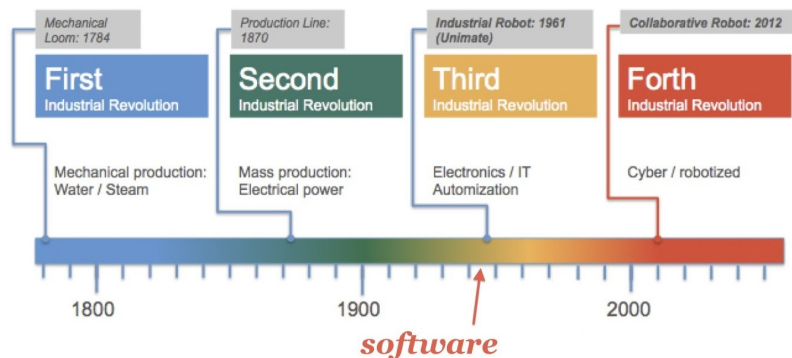 Mechanical
Loom: 1784
Production Line:
1870
Industrial Robot: 1961
(Unimate)
Collaborative Robot: 2012
First
Industrial Revolution
Second
Industrial Revolution
Third
Industrial Revolution
Forth
Industrial Revolution
Mechanical production:
Water / Steam
Mass production:
Electrical power
Electronics / IT
Automization
Cyber / robotized
1800
1900
2000
software